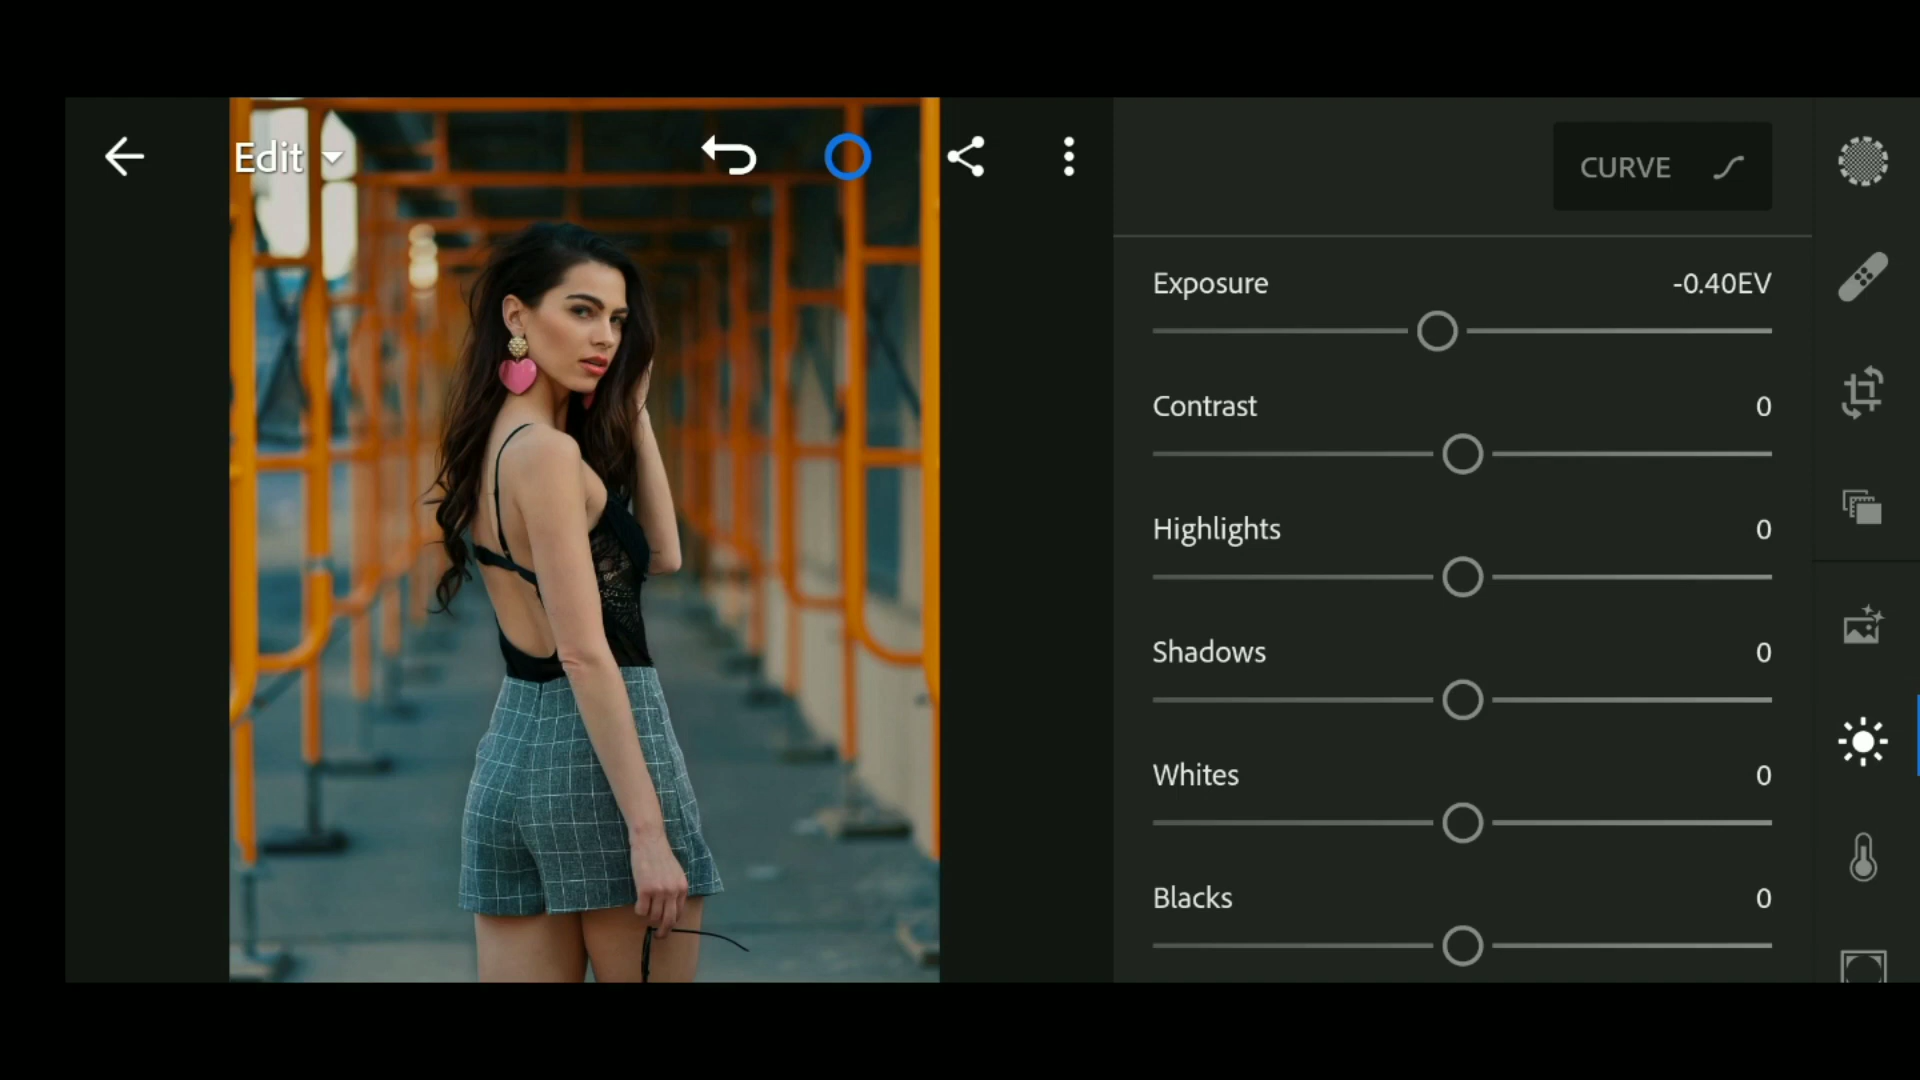 Edit
CURVE
Exposure -0.40EV
Contrast 0
Highlights 0
Shadows 0
Whites 0
Blacks 0